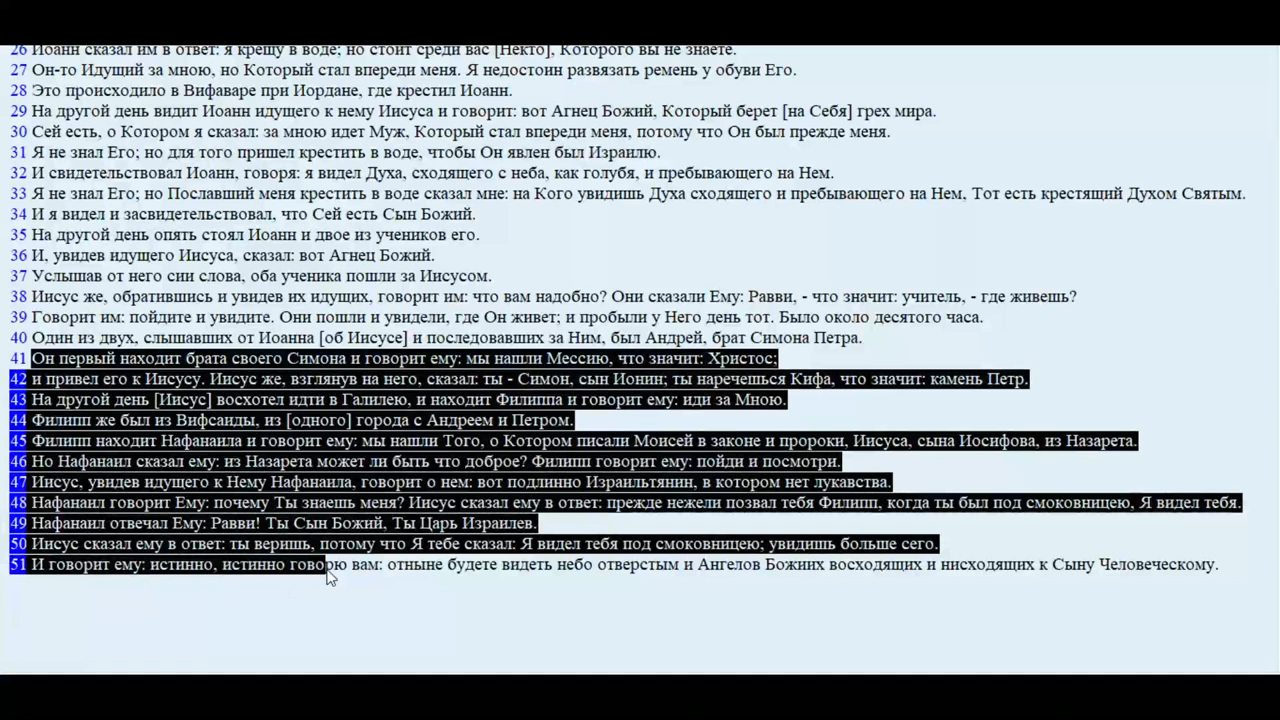 26 Иоанн сказал им в ответ: я крещу в воде; но стоит среди вас [Некто], Которого вы не знаете.
27 Он-то Идущий за мною, но Который стал впереди меня. Я недостоин развязать ремень у обуви Его.
28 Это происходило в Вифаваре при Иордане, где крестил Иоанн.
29 На другой день видит Иоанн идущего к нему Иисуса и говорит: вот Агнец Божий, Который берет [на Себя] грех мира.
30 Сей есть, о Котором я сказал: за мною идет Муж, Который стал впереди меня, потому что Он был прежде меня.
31 Я не знал Его; но для того пришел крестить в воде, чтобы Он явлен был Израилю.
32 И свидетельствовал Иоанн, говоря: я видел Духа, сходящего с неба, как голубя, и пребывающего на Нем.
33 Я не знал Его; но Пославший меня крестить в воде сказал мне: на Кого увидишь Духа сходящего и пребывающего на Нем, Тот есть крестящий Духом Святым.
34 И я видел и засвидетельствовал, что Сей есть Сын Божий.
35 На другой день опять стоял Иоанн и двое из учеников его.
36 И, увидев идущего Иисуса, сказал: вот Агнец Божий.
37 Услышав от него сии слова, оба ученика пошли за Иисусом.
38 Иисус же, обратившись и увидев их идущих, говорит им: что вам надобно? Они сказали Ему: Равви, - что значит: учитель, - где живешь?
39 Говорит им: пойдите и увидите. Они пошли и увидели, где Он живет; и пробыли у Него день тот. Было около десятого часа.
40 Один из двух, слышавших от Иоанна [об Иисусе] и последовавших за Ним, был Андрей, брат Симона Петра.
41 Он первый находит брата своего Симона и говорит ему: мы нашли Мессию, что значит: Христос;
42 и привел его к Иисусу. Иисус же, взглянув на него, сказал: ты - Симон, сын Ионин; ты наречешься Кифа, что значит: камень Петр.
43 На другой день [Иисус] восхотел идти в Галилею, и находит Филиппа и говорит ему: иди за Мною.
44 Филипп же был из Вифсаиды, из [одного] города с Андреем и Петром.
45 Филипп находит Нафанаила и говорит ему: мы нашли Того, о Котором писали Моисей в законе и пророки, Иисуса, сына Иосифова, из Назарета.
46 Но Нафанаил сказал ему: из Назарета может ли быть что доброе? Филипп говорит ему: пойди и посмотри.
47 Иисус, увидев идущего к Нему Нафанаила, говорит о нем: вот подлинно Израильтянин, в котором нет лукавства.
48 Нафанаил говорит Ему: почему Ты знаешь меня? Иисус сказал ему в ответ: прежде нежели позвал тебя Филипп, когда ты был под смоковницею, Я видел тебя.
49 Нафанаил отвечал Ему: Равви! Ты Сын Божий, Ты Царь Израилев.
50 Иисус сказал ему в ответ: ты веришь, потому что Я тебе сказал: Я видел тебя под смоковницею; увидишь больше сего.
51 И говорит ему: истинно, истинно говорю вам: отныне будете видеть небо отверстым и Ангелов Божиих восходящих и нисходящих к Сыну Человеческому.